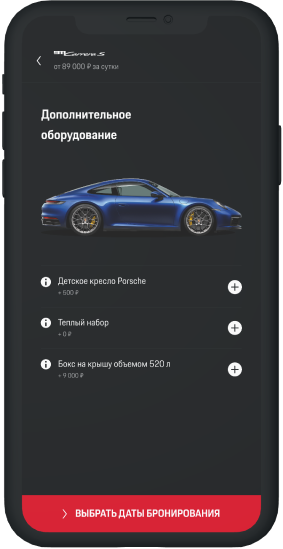 911 Carrera S
от 89 000 ₽ за сутки
Дополнительное
оборудование
Детское кресло Porsche
+ 500 ₽
Теплый набор
+ 0 ₽
Бокс на крышу объемом 520 л
+ 9 000 ₽
ВЫБРАТЬ ДАТЫ БРОНИРОВАНИЯ